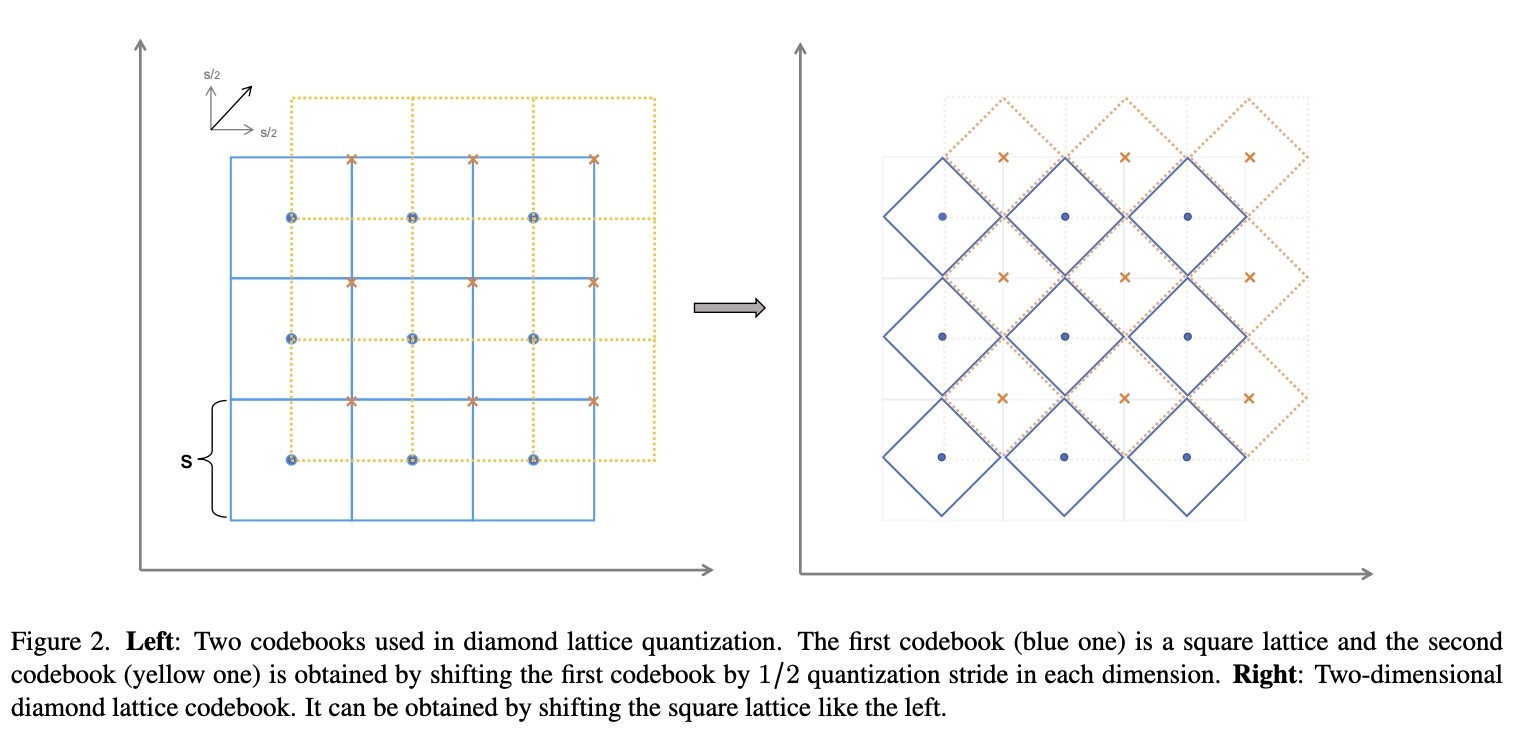 s/2
s/2
S
Figure 2. Left: Two codebooks used in diamond lattice quantization. The first codebook (blue one) is a square lattice and the second
codebook (yellow one) is obtained by shifting the first codebook by 1/2 quantization stride in each dimension. Right: Two-dimensional
diamond lattice codebook. It can be obtained by shifting the square lattice like the left.